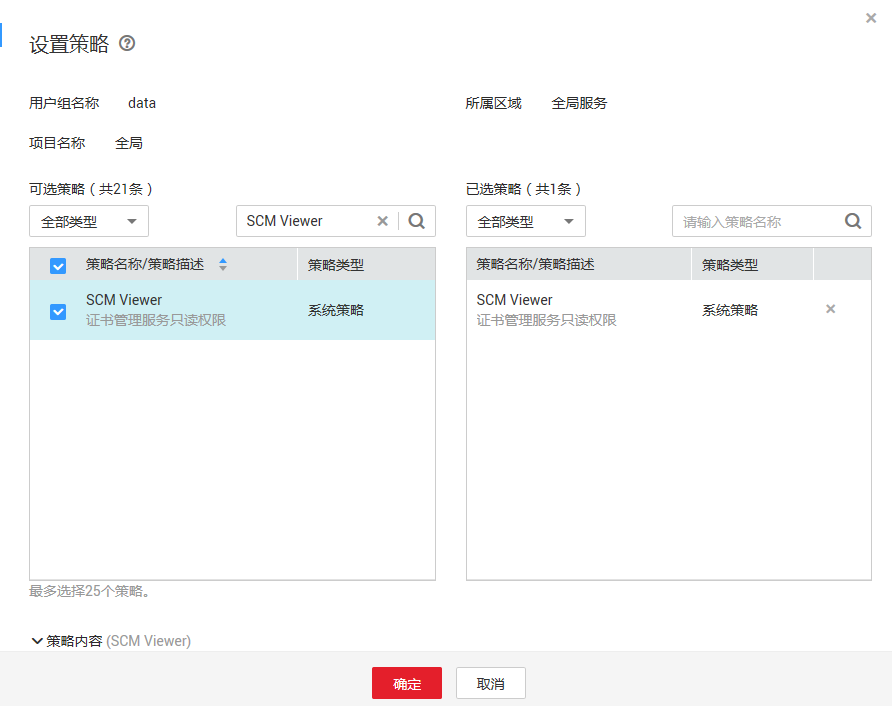 设置策略
用户组名称 data
所属区域 全局服务
项目名称 全局
可选策略（共21条）
已选策略（共1条）
全部类型
SCM Viewer
全部类型
请输入策略名称
策略名称/策略描述 策略类型
策略名称/策略描述 策略类型
SCM Viewer
证书管理服务只读权限
系统策略
SCM Viewer
证书管理服务只读权限
系统策略
最多选择25个策略。
策略内容 (SCM Viewer)
确定
取消